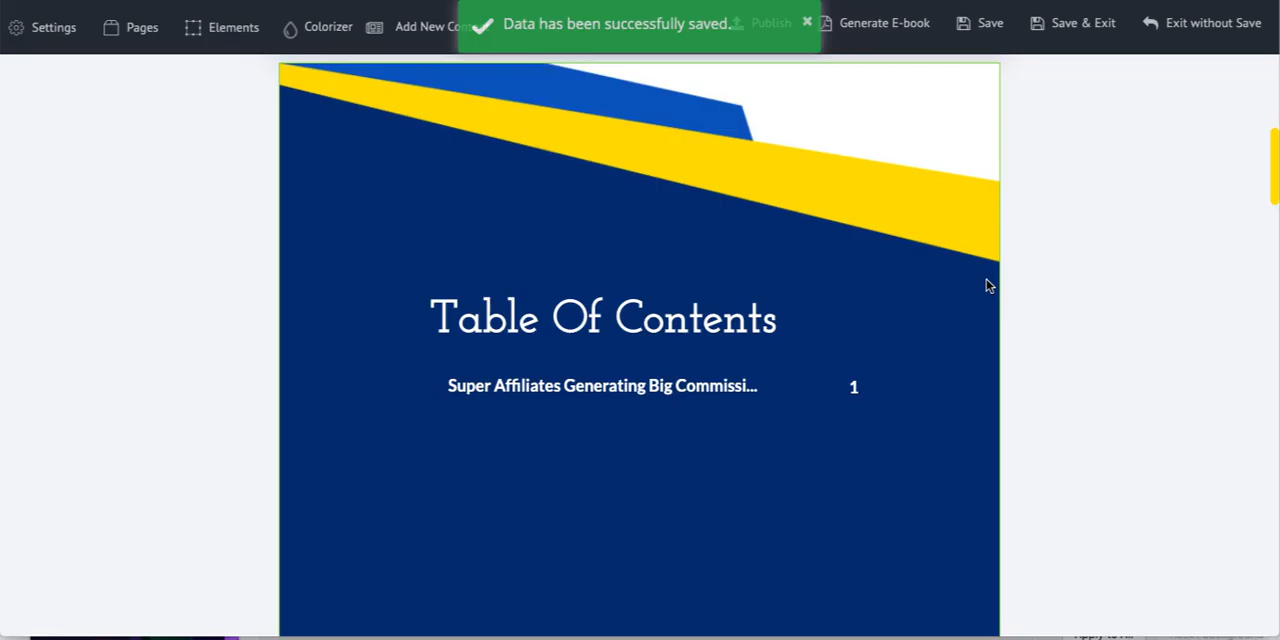 Settings
Pages
Elements
Colorizer
Add New Con
Data has been successfully saved.
Publish
Generate E-book
Save
Save & Exit
Exit without Save
Table Of Contents
Super Affiliates Generating Big Commissi... 1